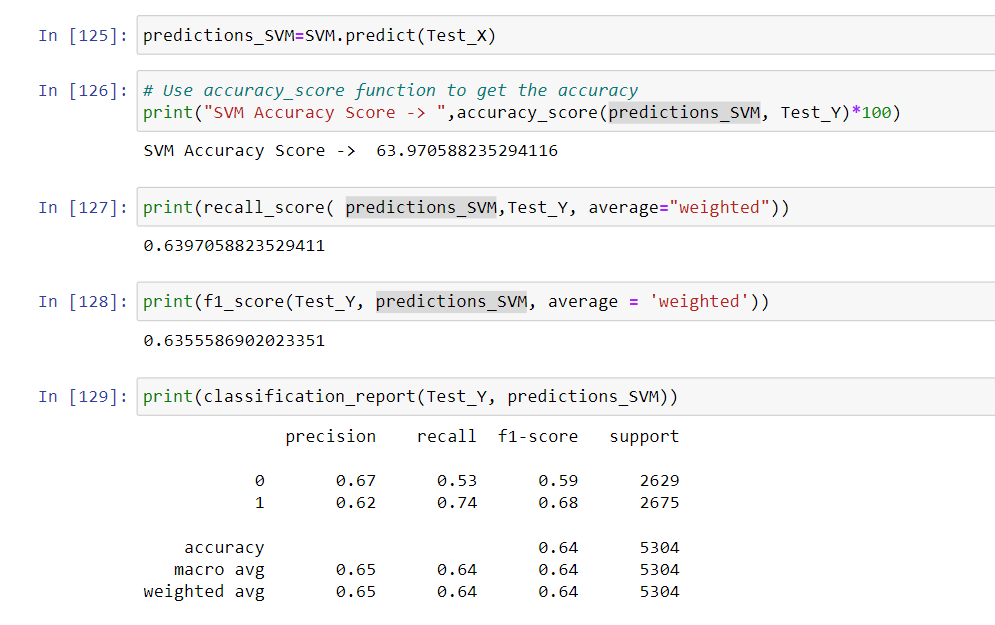 In [125]: predictions_SVM=SVM.predict(Test_X)
In [126]: # Use accuracy_score function to get the accuracy
print("SVM Accuracy Score -> ",accuracy_score(predictions_SVM, Test_Y)*100)
SVM Accuracy Score ->  63.970588235294116
In [127]: print(recall_score( predictions_SVM,Test_Y, average="weighted"))
0.6397058823529411
In [128]: print(f1_score(Test_Y, predictions_SVM, average = 'weighted'))
0.6355586902023351
In [129]: print(classification_report(Test_Y, predictions_SVM))
precision recall f1-score support
0 0.67 0.53 0.59 2629
1 0.62 0.74 0.68 2675
accuracy 0.64 5304
macro avg 0.65 0.64 0.64 5304
weighted avg 0.65 0.64 0.64 5304